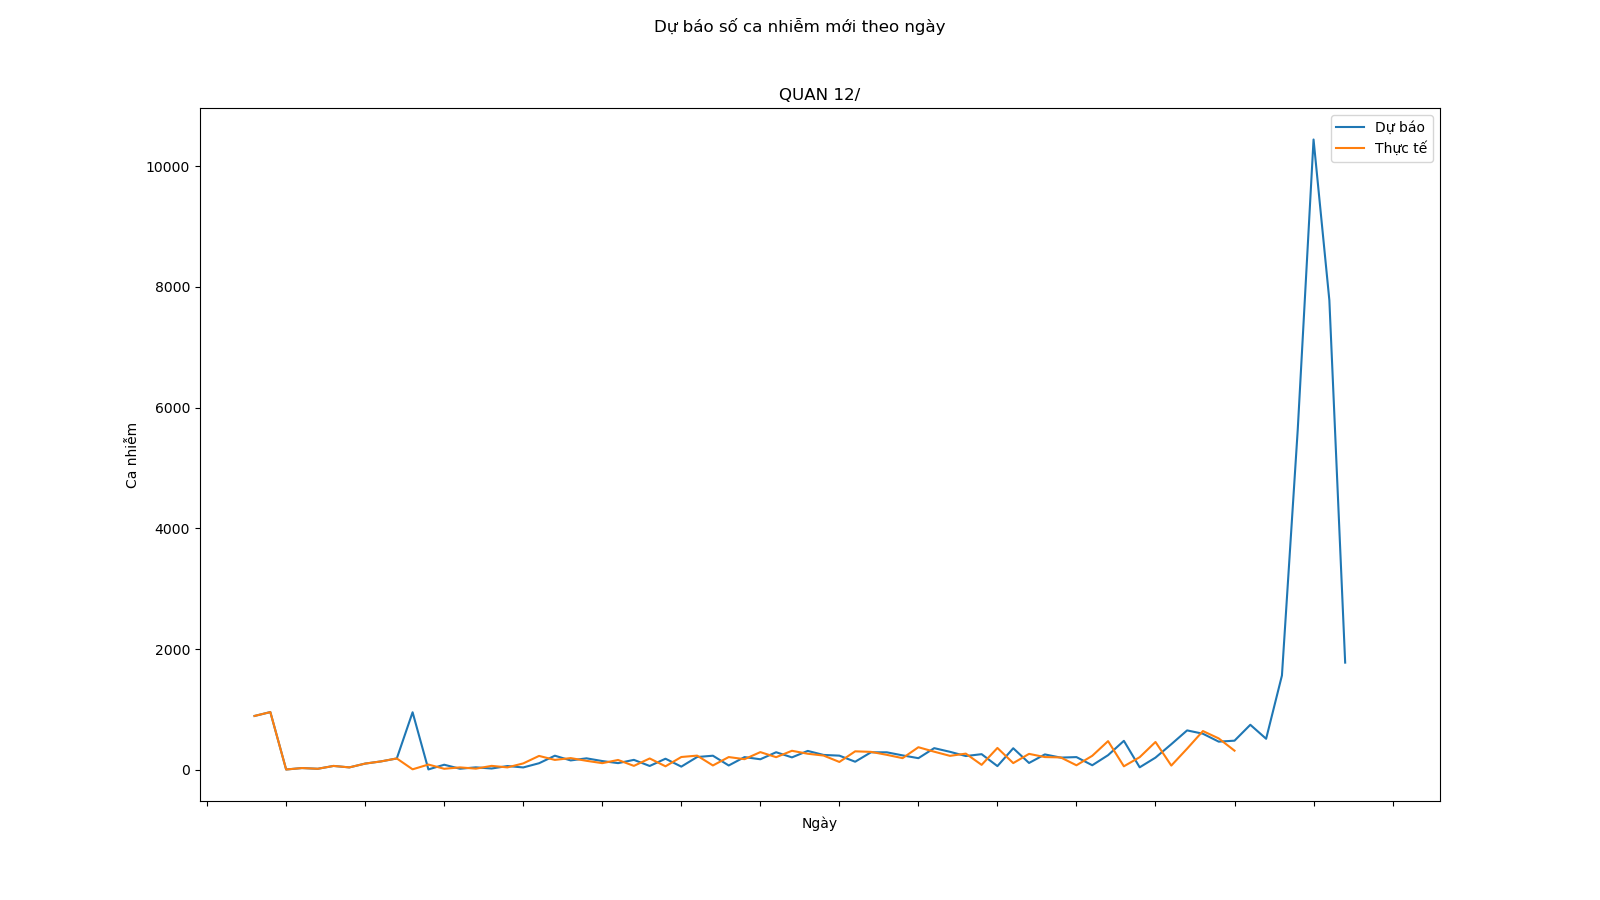 Dự báo số ca nhiễm mới theo ngày
QUAN 12/
Dự báo
Thực tế
10000
8000
6000
4000
2000
0
Ca nhiễm
Ngày